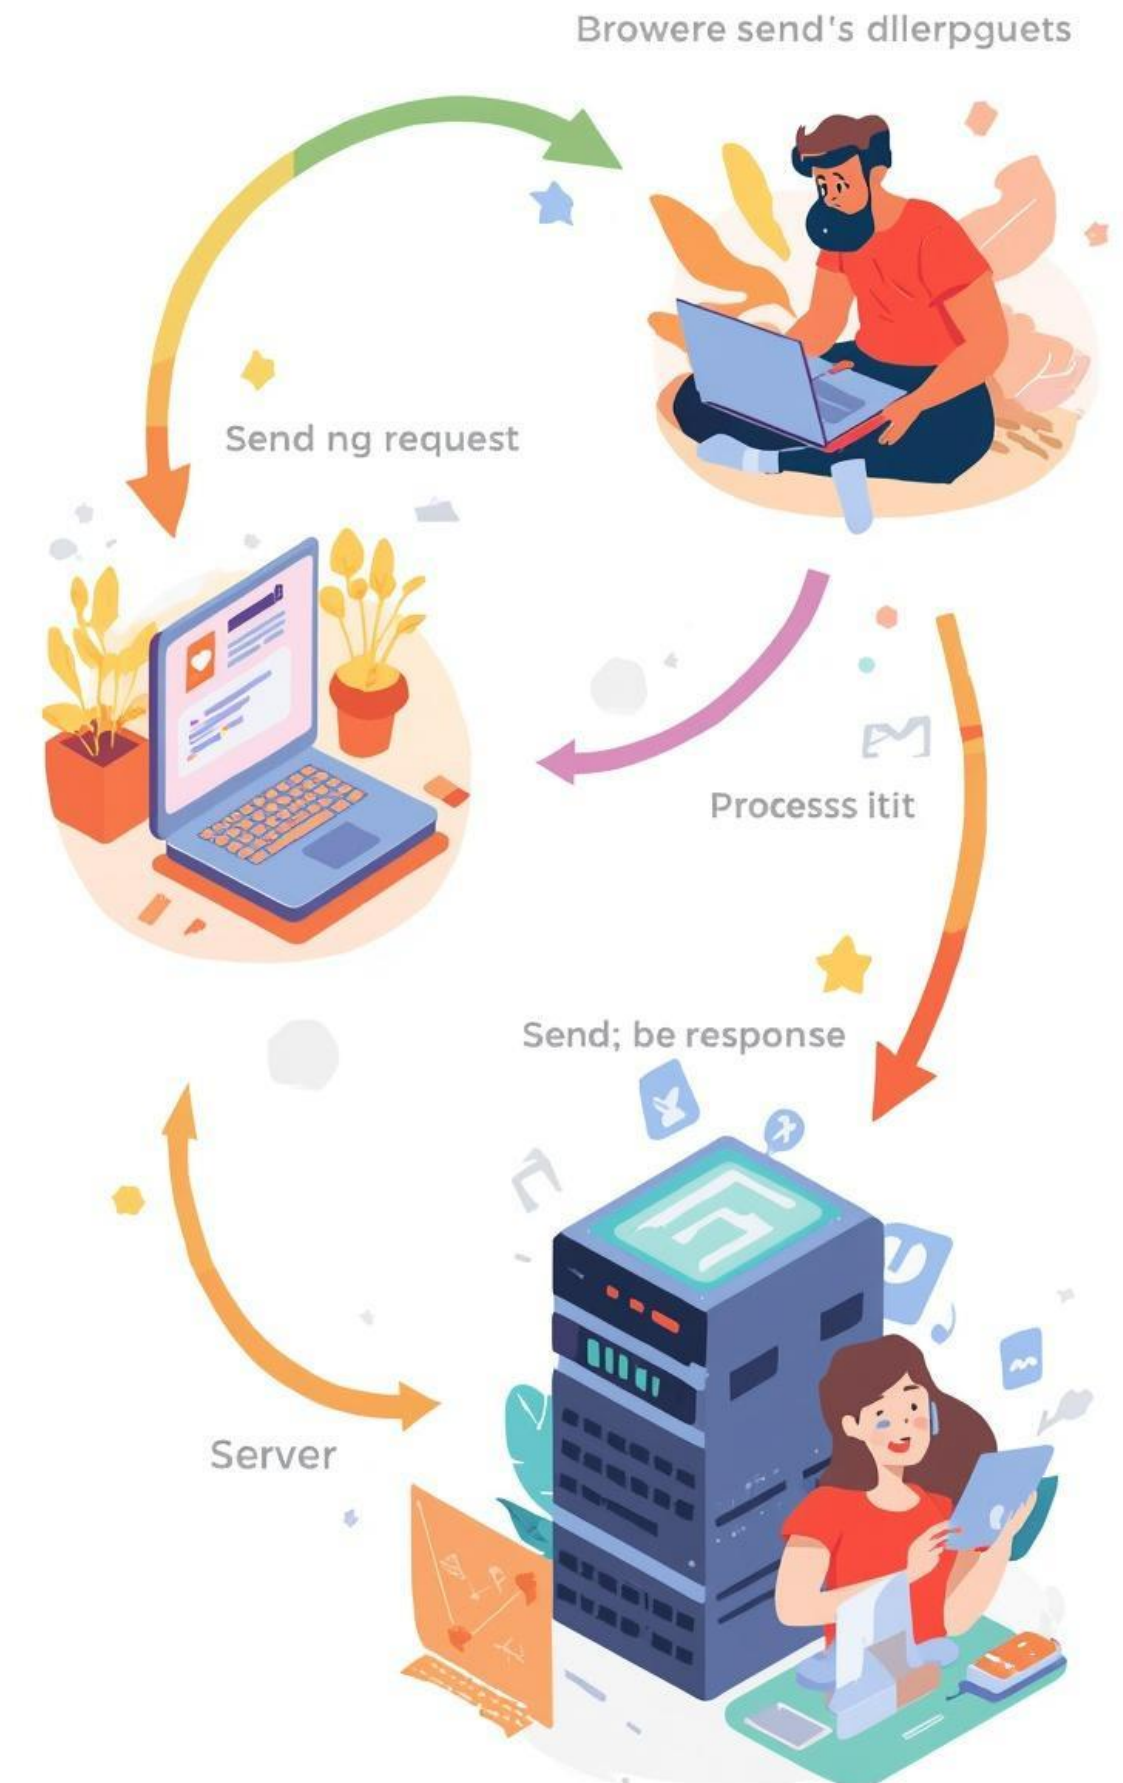 Browere send's dllerpguets
Send ng request
Processs itit
Send; be response
Server